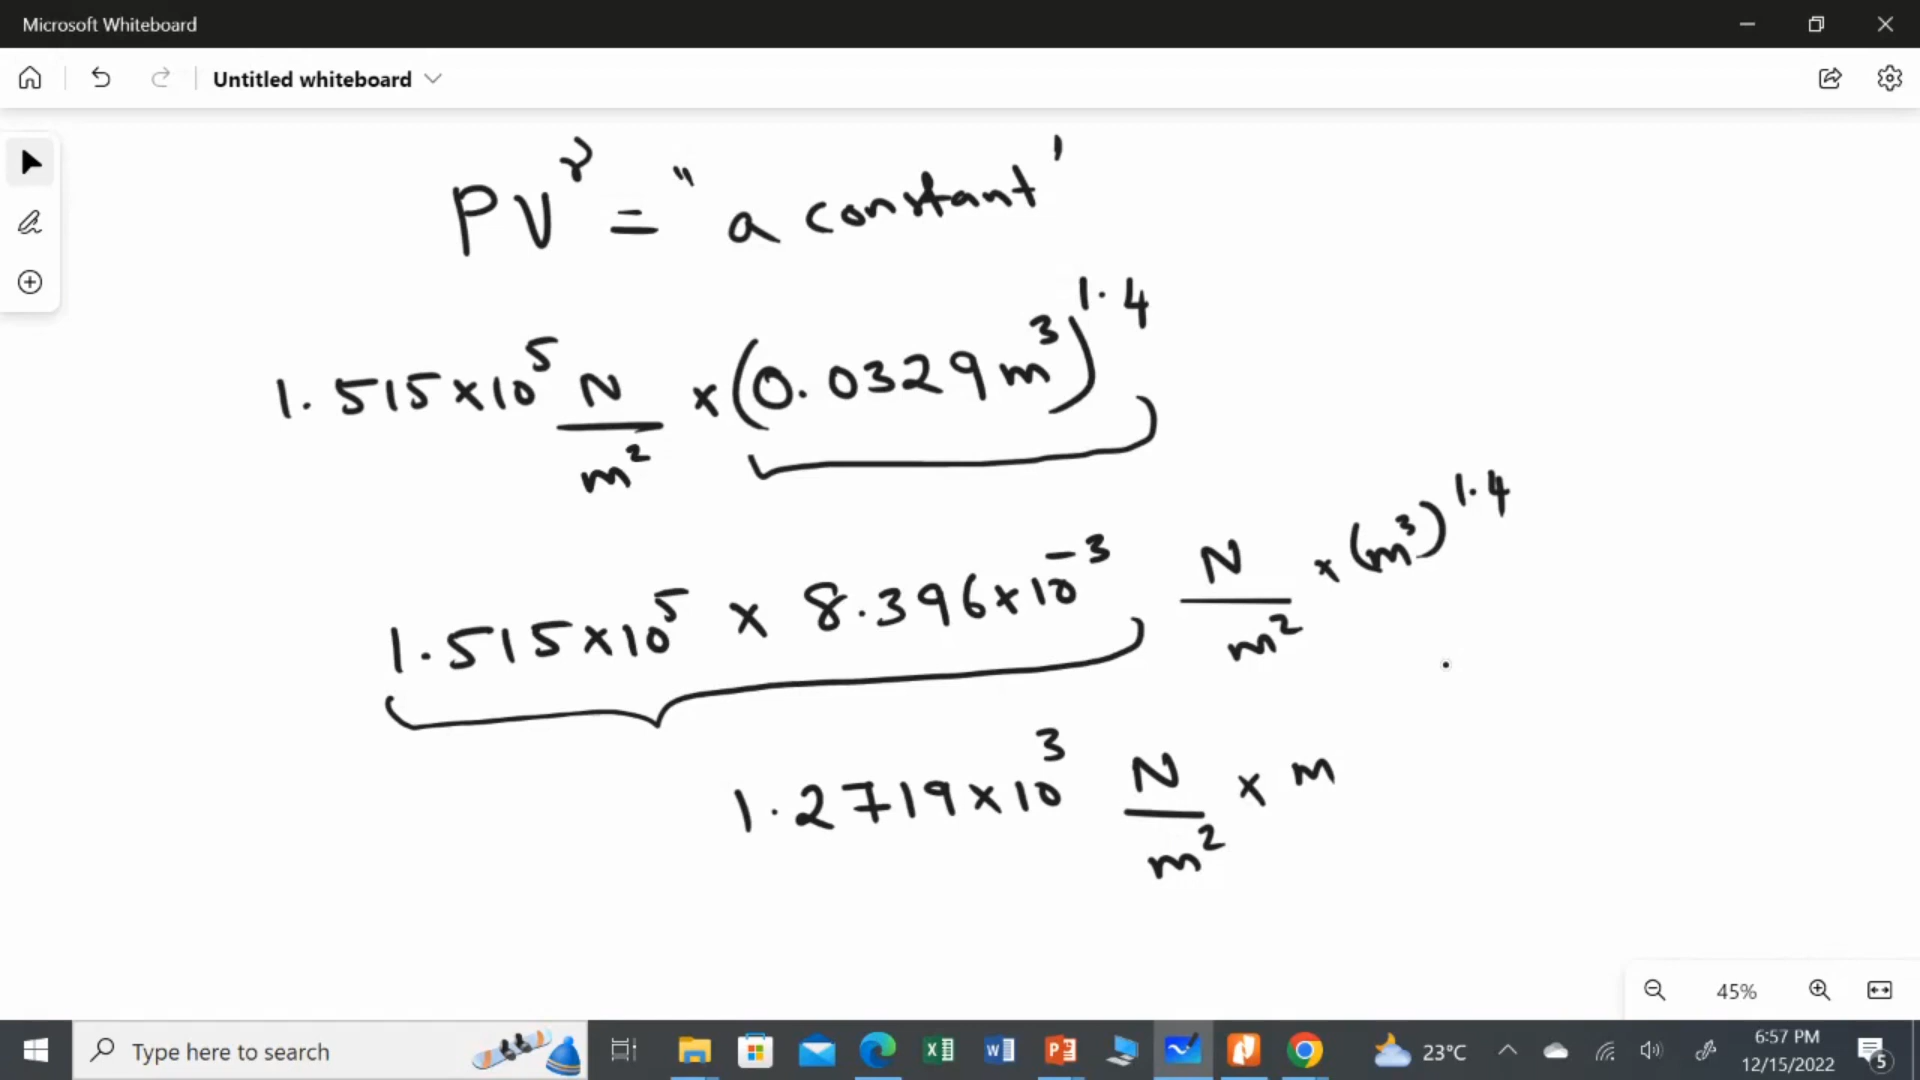 Microsoft Whiteboard
Untitled whiteboard
PV^γ = "a constant'
1.515×10^5 N/m² × (0.0329 m³)^1.4
1.515×10^5 × 8.396×10^-3 N/m² × (m³)^1.4
1.2719×10³ N/m² × m
45%
Type here to search
23°C
6:57 PM
12/15/2022
5